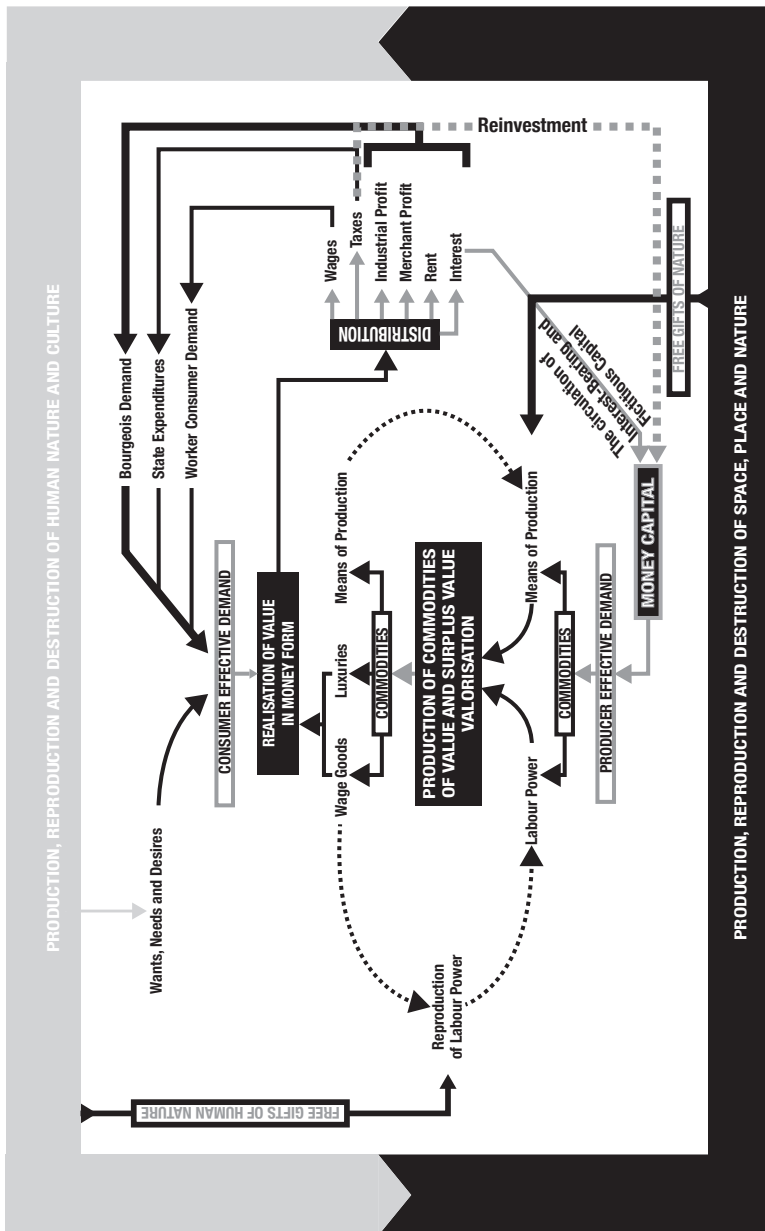 PRODUCTION, REPRODUCTION AND DESTRUCTION OF HUMAN NATURE AND CULTURE
FREE GIFTS OF HUMAN NATURE
Wants, Needs and Desires
Bourgeois Demand
State Expenditures
Worker Consumer Demand
CONSUMER EFFECTIVE DEMAND
REALISATION OF VALUE
IN MONEY FORM
Wage Goods
Luxuries
Means of Production
COMMODITIES
DISTRIBUTION
Wages
Taxes
Industrial Profit
Merchant Profit
Rent
Interest
Reinvestment
Reproduction
of Labour Power
PRODUCTION OF COMMODITIES
OF VALUE AND SURPLUS VALUE
VALORISATION
Labour Power
Means of Production
COMMODITIES
The circulation of
Interest-Bearing and
Fictitious Capital
PRODUCER EFFECTIVE DEMAND
MONEY CAPITAL
FREE GIFTS OF NATURE
PRODUCTION, REPRODUCTION AND DESTRUCTION OF SPACE, PLACE AND NATURE